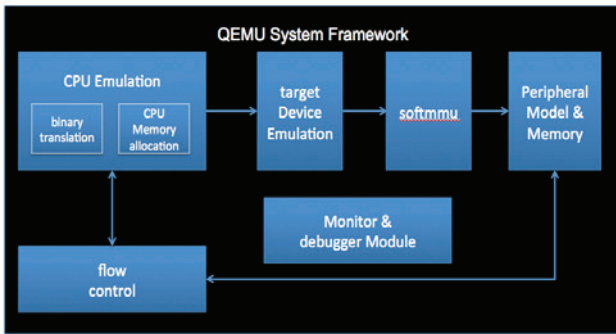 QEMU System Framework
CPU Emulation
binary
translation
CPU
Memory
allocation
target
Device
Emulation
softmmu
Peripheral
Model &
Memory
Monitor &
debugger Module
flow
control